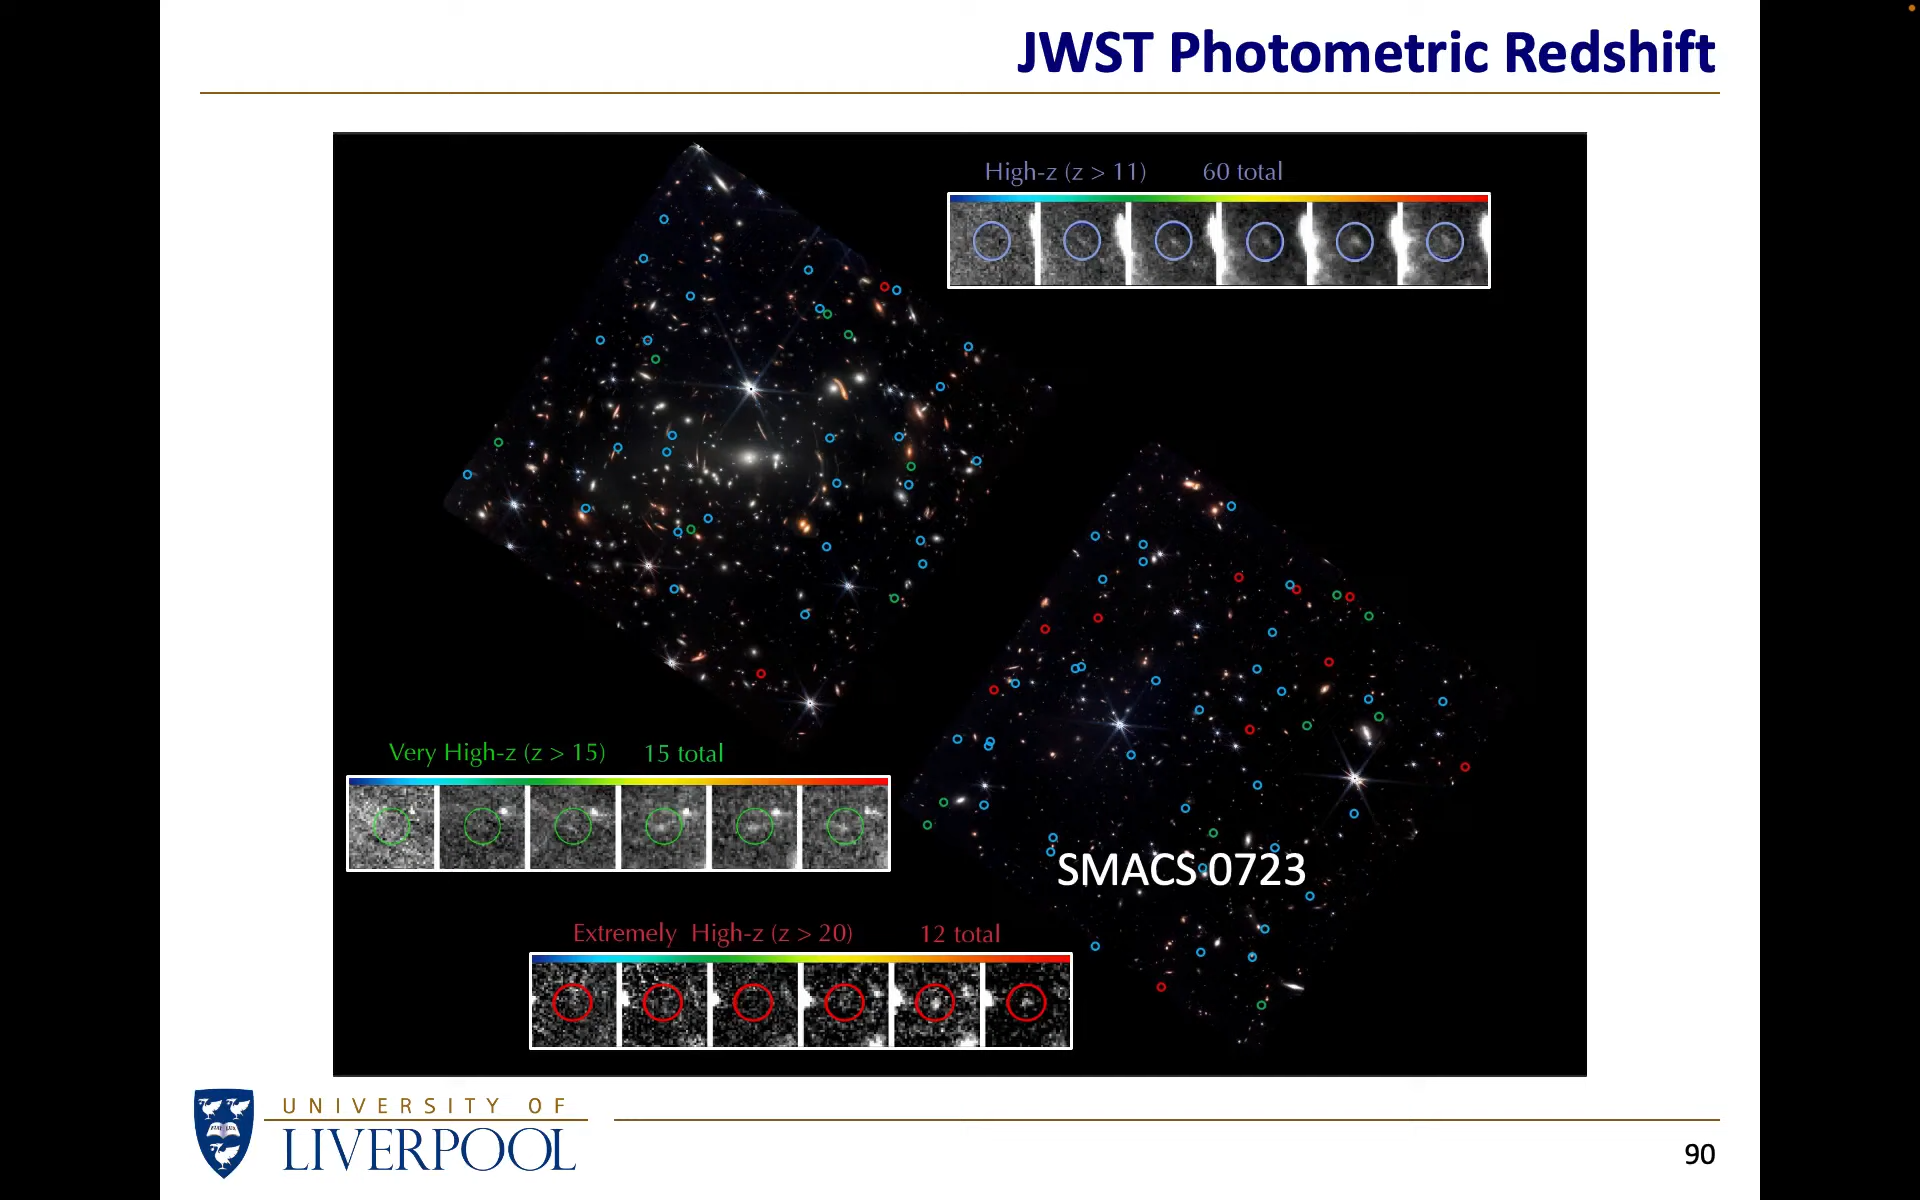 JWST Photometric Redshift
High-z (z > 11) 60 total
Very High-z (z > 15) 15 total
SMACS 0723
Extremely High-z (z > 20) 12 total
UNIVERSITY OF
LIVERPOOL
90